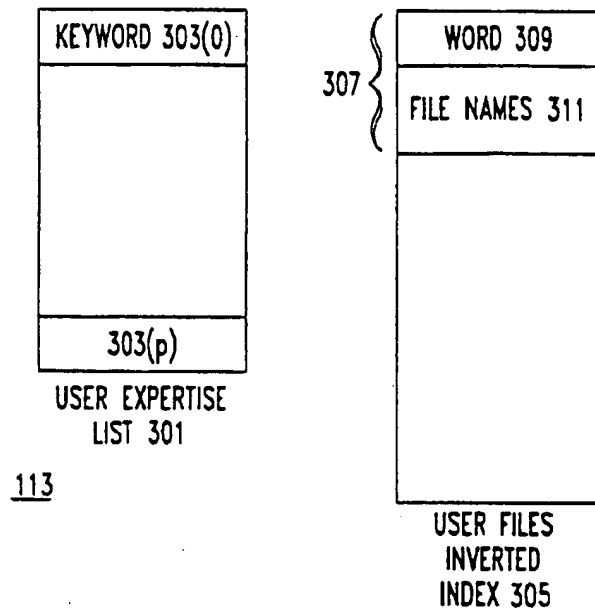 KEYWORD 303(0)
303(p)
USER EXPERTISE
LIST 301
113
307
WORD 309
FILE NAMES 311
USER FILES
INVERTED
INDEX 305